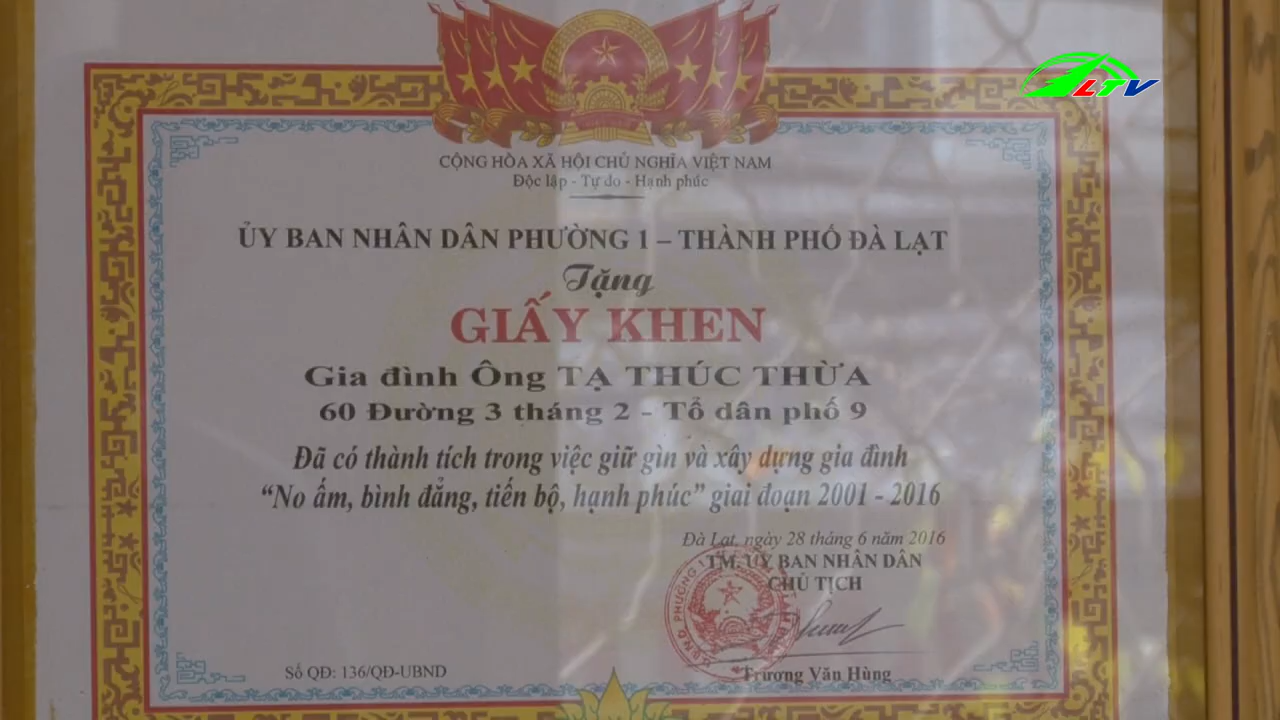 LTV
CỘNG HÒA XÃ HỘI CHỦ NGHĨA VIỆT NAM
Độc lập - Tự do - Hạnh phúc
ỦY BAN NHÂN DÂN PHƯỜNG 1 – THÀNH PHỐ ĐÀ LẠT
Tặng
GIẤY KHEN
Gia đình Ông TẠ THÚC THỪA
60 Đường 3 tháng 2 - Tổ dân phố 9
Đã có thành tích trong việc giữ gìn và xây dựng gia đình
“No ấm, bình đẳng, tiến bộ, hạnh phúc” giai đoạn 2001 - 2016
Đà Lạt, ngày 28 tháng 6 năm 2016
TM. ỦY BAN NHÂN DÂN
CHỦ TỊCH
Trương Văn Hùng
Số QĐ: 136/QĐ-UBND